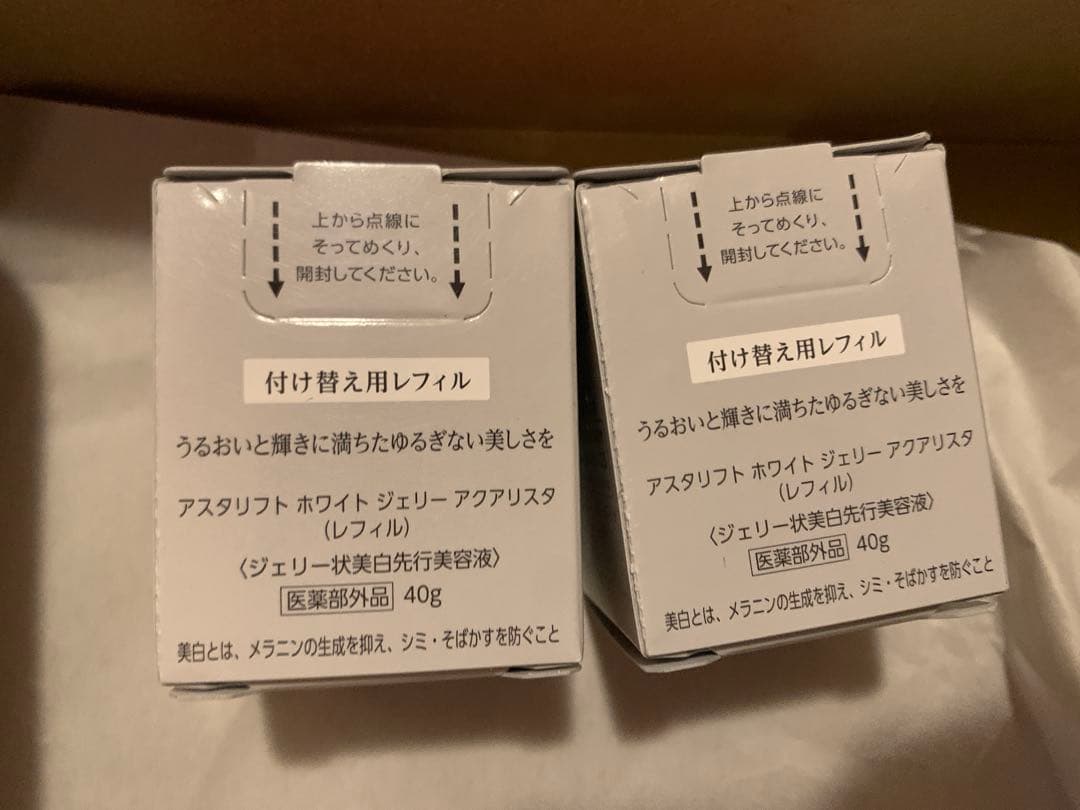 上から点線に
そってめくり、
開封してください。
付け替え用レフィル
うるおいと輝きに満ちたゆるぎない美しさを
アスタリフト ホワイト ジェリー アクアリスタ
(レフィル)
〈ジェリー状美白先行美容液〉
医薬部外品 40g
美白とは、メラニンの生成を抑え、シミ・そばかすを防ぐこと
上から点線に
そってめくり、
開封してください。
付け替え用レフィル
うるおいと輝きに満ちたゆるぎない美しさを
アスタリフト ホワイト ジェリー アクアリスタ
(レフィル)
〈ジェリー状美白先行美容液〉
医薬部外品 40g
美白とは、メラニンの生成を抑え、シミ・そばかすを防ぐこと